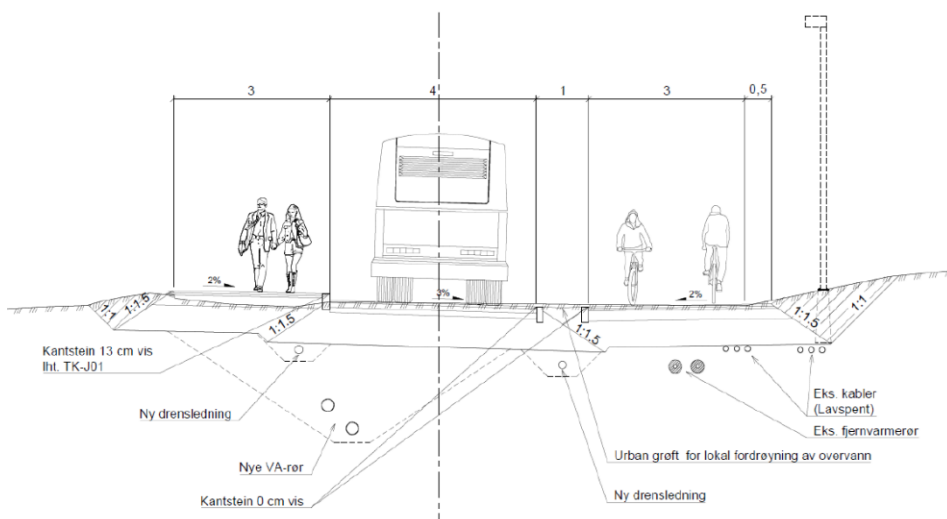 3
4
1
3
0,5
2%
3%
2%
1:1
1:1.5
1:1.5
1:1.5
1:1.5
1:1
Kantstein 13 cm vis
Iht. TK-J01
Ny drensledning
Nye VA-rør
Kantstein 0 cm vis
Eks. kabler
(Lavspent)
Eks. fjernvarmerør
Urban grøft for lokal fordrøyning av overvann
Ny drensledning